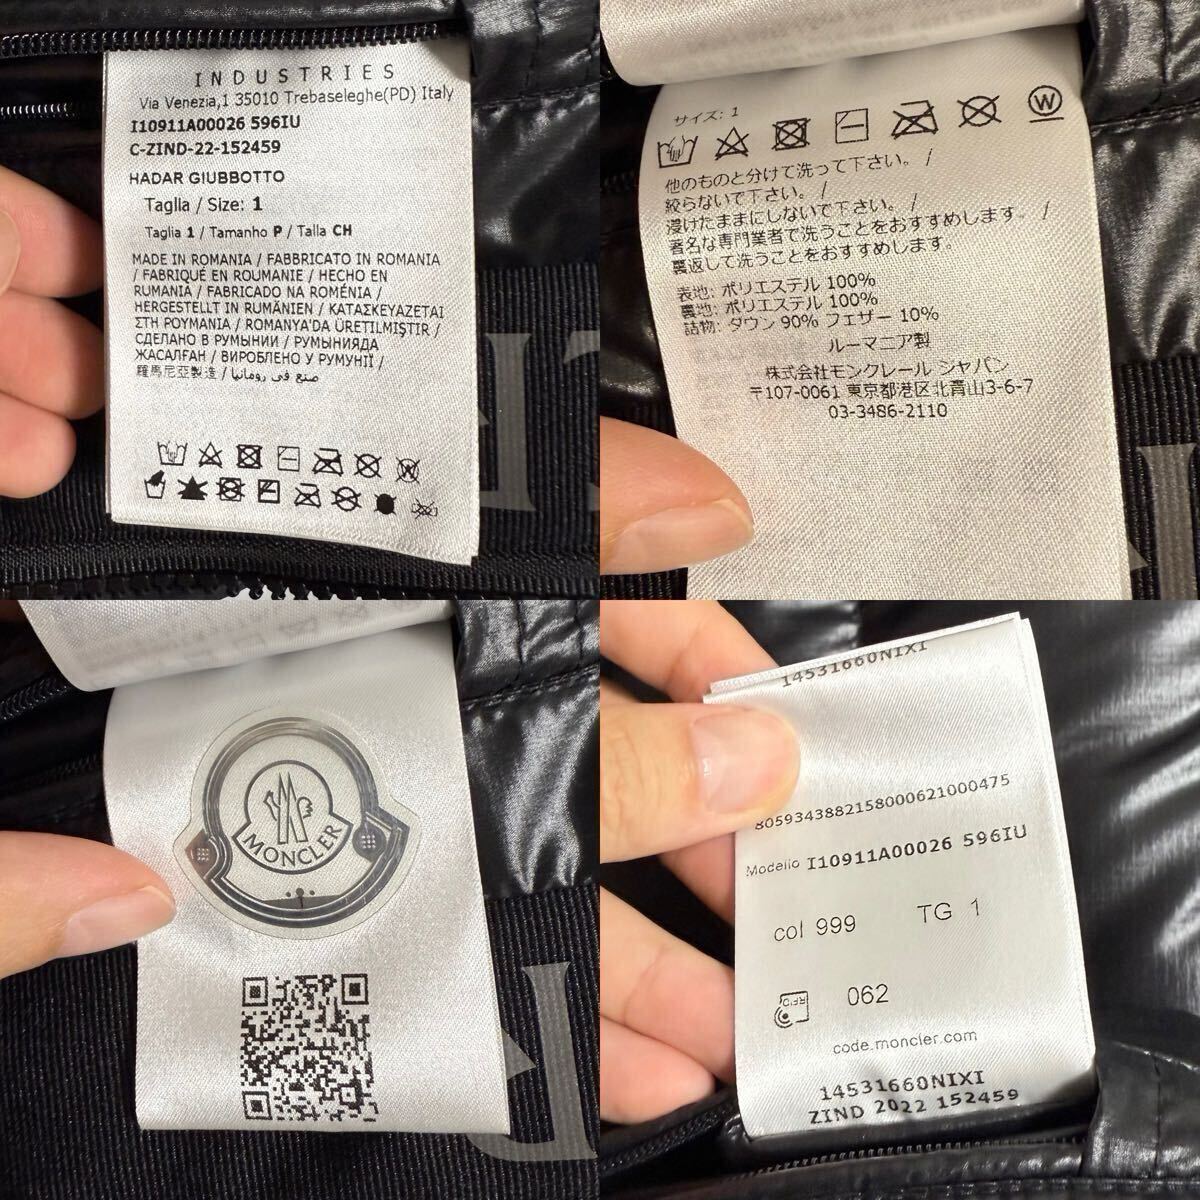 INDUSTRIES
Via Venezia,1 35010 Trebaseleghe(PD) Italy
I10911A00026 596IU
C-ZIND-22-152459
HADAR GIUBBOTTO
Taglia / Size: 1
Taglia 1 / Tamanho P / Talla CH
MADE IN ROMANIA / FABBRICATO IN ROMANIA
/ FABRIQUÉ EN ROUMANIE / HECHO EN
RUMANIA / FABRICADO NA ROMÉNIA /
HERGESTELLT IN RUMÄNIEN / ΚΑΤΑΣΚΕΥΑΖΕΤΑΙ
ΣΤΗ ΡΟΥΜΑΝΙΑ / ROMANYA'DA ÜRETILMIŞTIR /
СДЕЛАНО В РУМЫНИИ / РУМЫНИЯДА
ЖАСАЛҒАН / ВИРОБЛЕНО У РУМУНІЇ /
羅馬尼亞製造 / صنع في رومانيا
サイズ: 1
W
他のものと分けて洗って下さい。 /
絞らないで下さい。 /
浸けたままにしないで下さい。 /
著名な専門業者で洗うことをおすすめします。 /
裏返して洗うことをおすすめします。
表地: ポリエステル 100%
裏地: ポリエステル 100%
詰物: ダウン 90% フェザー 10%
ルーマニア製
株式会社モンクレール ジャパン
〒107-0061 東京都港区北青山3-6-7
03-3486-2110
MONCLER
14531660NIXI
8059343882158000621000475
Modello I10911A00026 596IU
col 999 TG 1
RFID 062
code.moncler.com
14531660NIXI
ZIND 2022 152459